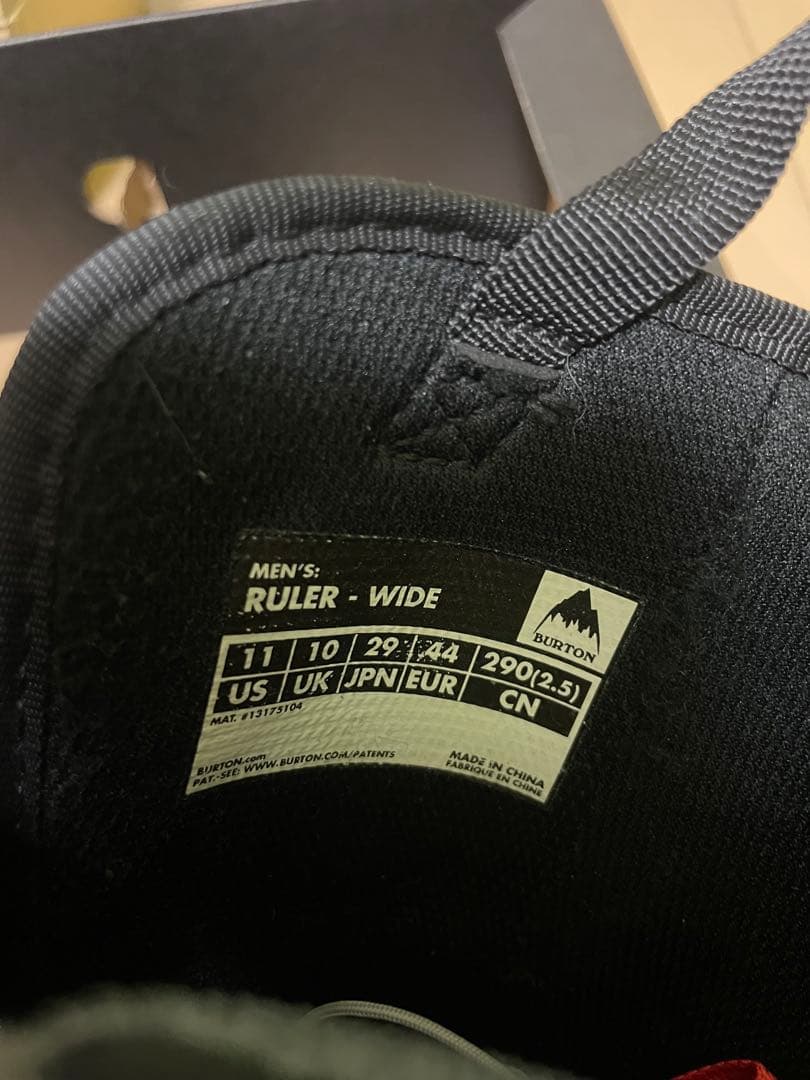 MEN'S:
RULER - WIDE
BURTON
11 10 29 44 290(2.5)
US UK JPN EUR CN
MAT. #13175104
BURTON.com
PAT.-SEE: WWW.BURTON.COM/PATENTS
MADE IN CHINA
FABRIQUE EN CHINE